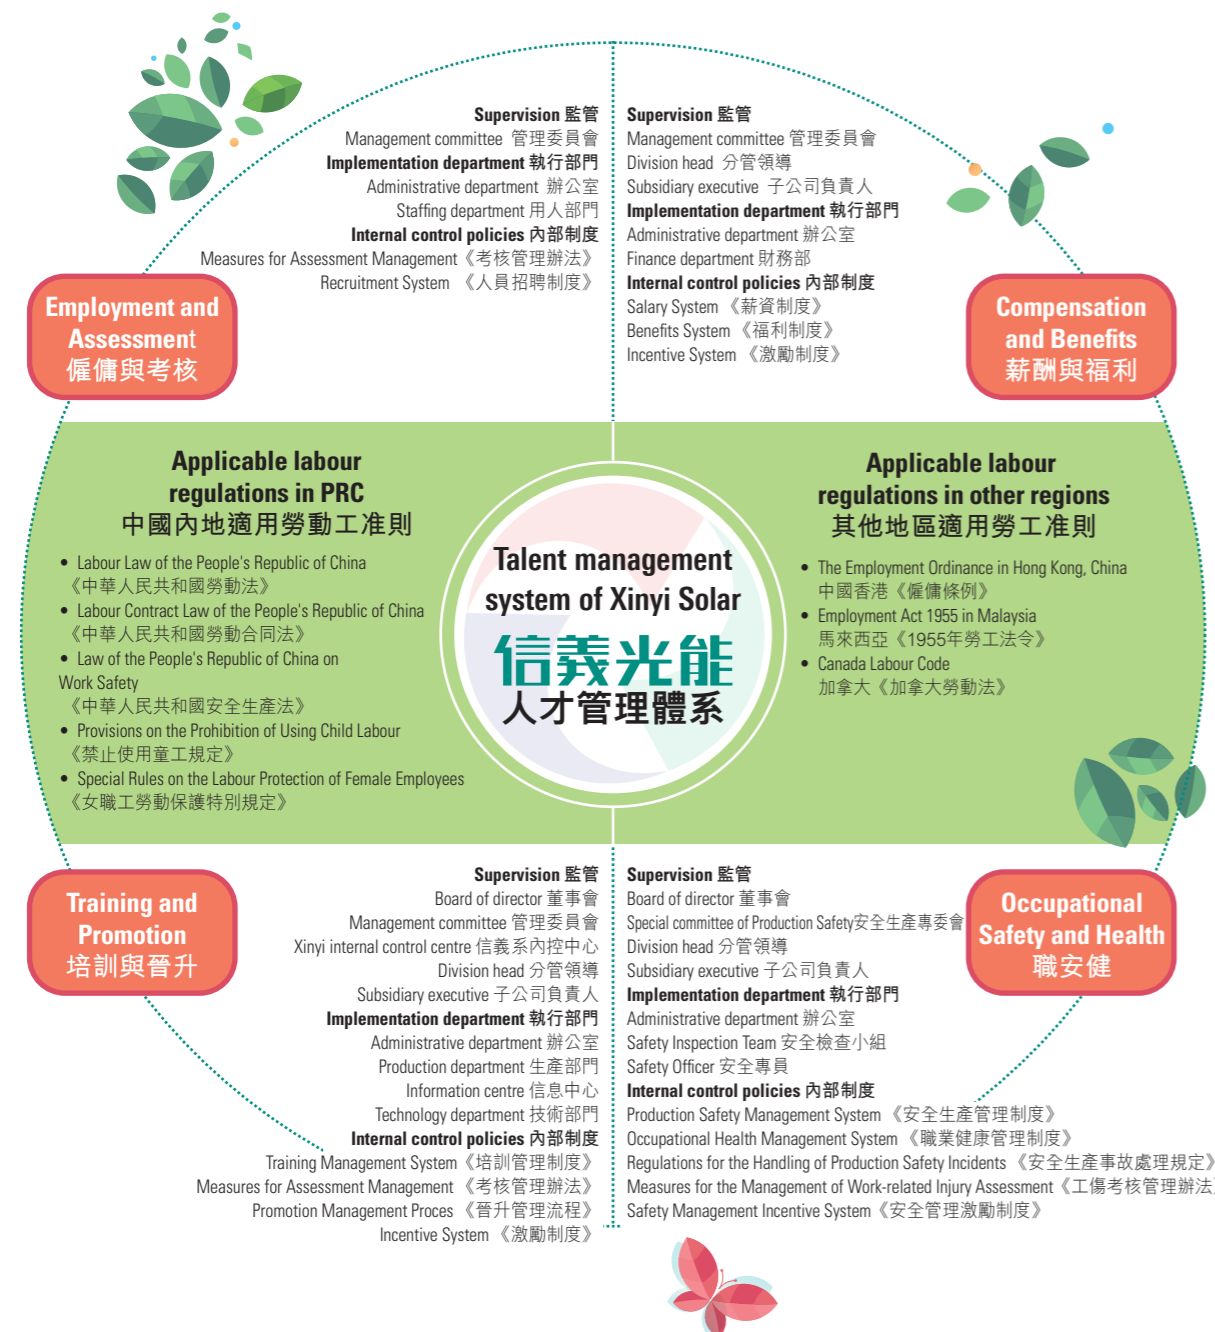 Supervision 監管
Management committee 管理委員會
Implementation department 執行部門
Administrative department 辦公室
Staffing department 用人部門
Internal control policies 內部制度
Measures for Assessment Management《考核管理辦法》
Recruitment System 《人員招聘制度》
Employment and
Assessment
僱傭與考核
Supervision 監管
Management committee 管理委員會
Division head 分管領導
Subsidiary executive 子公司負責人
Implementation department 執行部門
Administrative department 辦公室
Finance department 財務部
Internal control policies 內部制度
Salary System 《薪資制度》
Benefits System 《福利制度》
Incentive System 《激勵制度》
Compensation
and Benefits
薪酬與福利
Applicable labour
regulations in PRC
中國內地適用勞動工准則
• Labour Law of the People's Republic of China
《中華人民共和國勞動法》
• Labour Contract Law of the People's Republic of China
《中華人民共和國勞動合同法》
• Law of the People's Republic of China on
Work Safety
《中華人民共和國安全生產法》
• Provisions on the Prohibition of Using Child Labour
《禁止使用童工規定》
• Special Rules on the Labour Protection of Female Employees
《女職工勞動保護特別規定》
Talent management
system of Xinyi Solar
信義光能
人才管理體系
Applicable labour
regulations in other regions
其他地區適用勞工准則
• The Employment Ordinance in Hong Kong, China
中國香港《僱傭條例》
• Employment Act 1955 in Malaysia
馬來西亞《1955年勞工法令》
• Canada Labour Code
加拿大《加拿大勞動法》
Training and
Promotion
培訓與晉升
Supervision 監管
Board of director 董事會
Management committee 管理委員會
Xinyi internal control centre 信義系內控中心
Division head 分管領導
Subsidiary executive 子公司負責人
Implementation department 執行部門
Administrative department 辦公室
Production department 生產部門
Information centre 信息中心
Technology department 技術部門
Internal control policies 內部制度
Training Management System《培訓管理制度》
Measures for Assessment Management 《考核管理辦法》
Promotion Management Proces 《晉升管理流程》
Incentive System 《激勵制度》
Supervision 監管
Board of director 董事會
Special committee of Production Safety安全生產專委會
Division head 分管領導
Subsidiary executive 子公司負責人
Implementation department 執行部門
Administrative department 辦公室
Safety Inspection Team 安全檢查小組
Safety Officer 安全專員
Internal control policies 內部制度
Production Safety Management System 《安全生產管理制度》
Occupational Health Management System 《職業健康管理制度》
Regulations for the Handling of Production Safety Incidents 《安全生產事故處理規定》
Measures for the Management of Work-related Injury Assessment《工傷考核管理辦法》
Safety Management Incentive System《安全管理激勵制度》
Occupational
Safety and Health
職安健